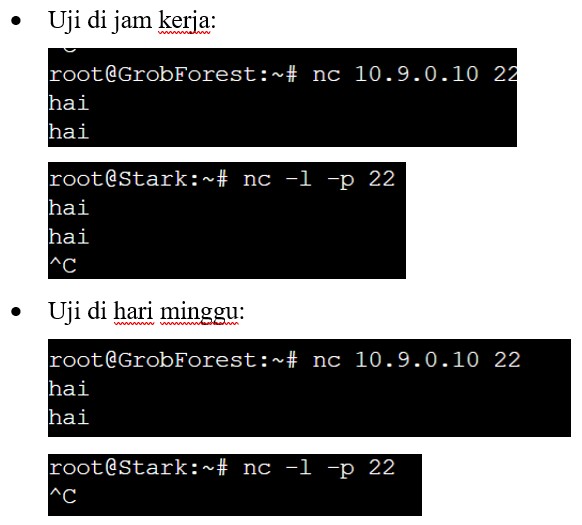 • Uji di jam kerja:
root@GrobForest:~# nc 10.9.0.10 22
hai
hai
root@Stark:~# nc -l -p 22
hai
hai
^C
• Uji di hari minggu:
root@GrobForest:~# nc 10.9.0.10 22
hai
hai
root@Stark:~# nc -l -p 22
^C